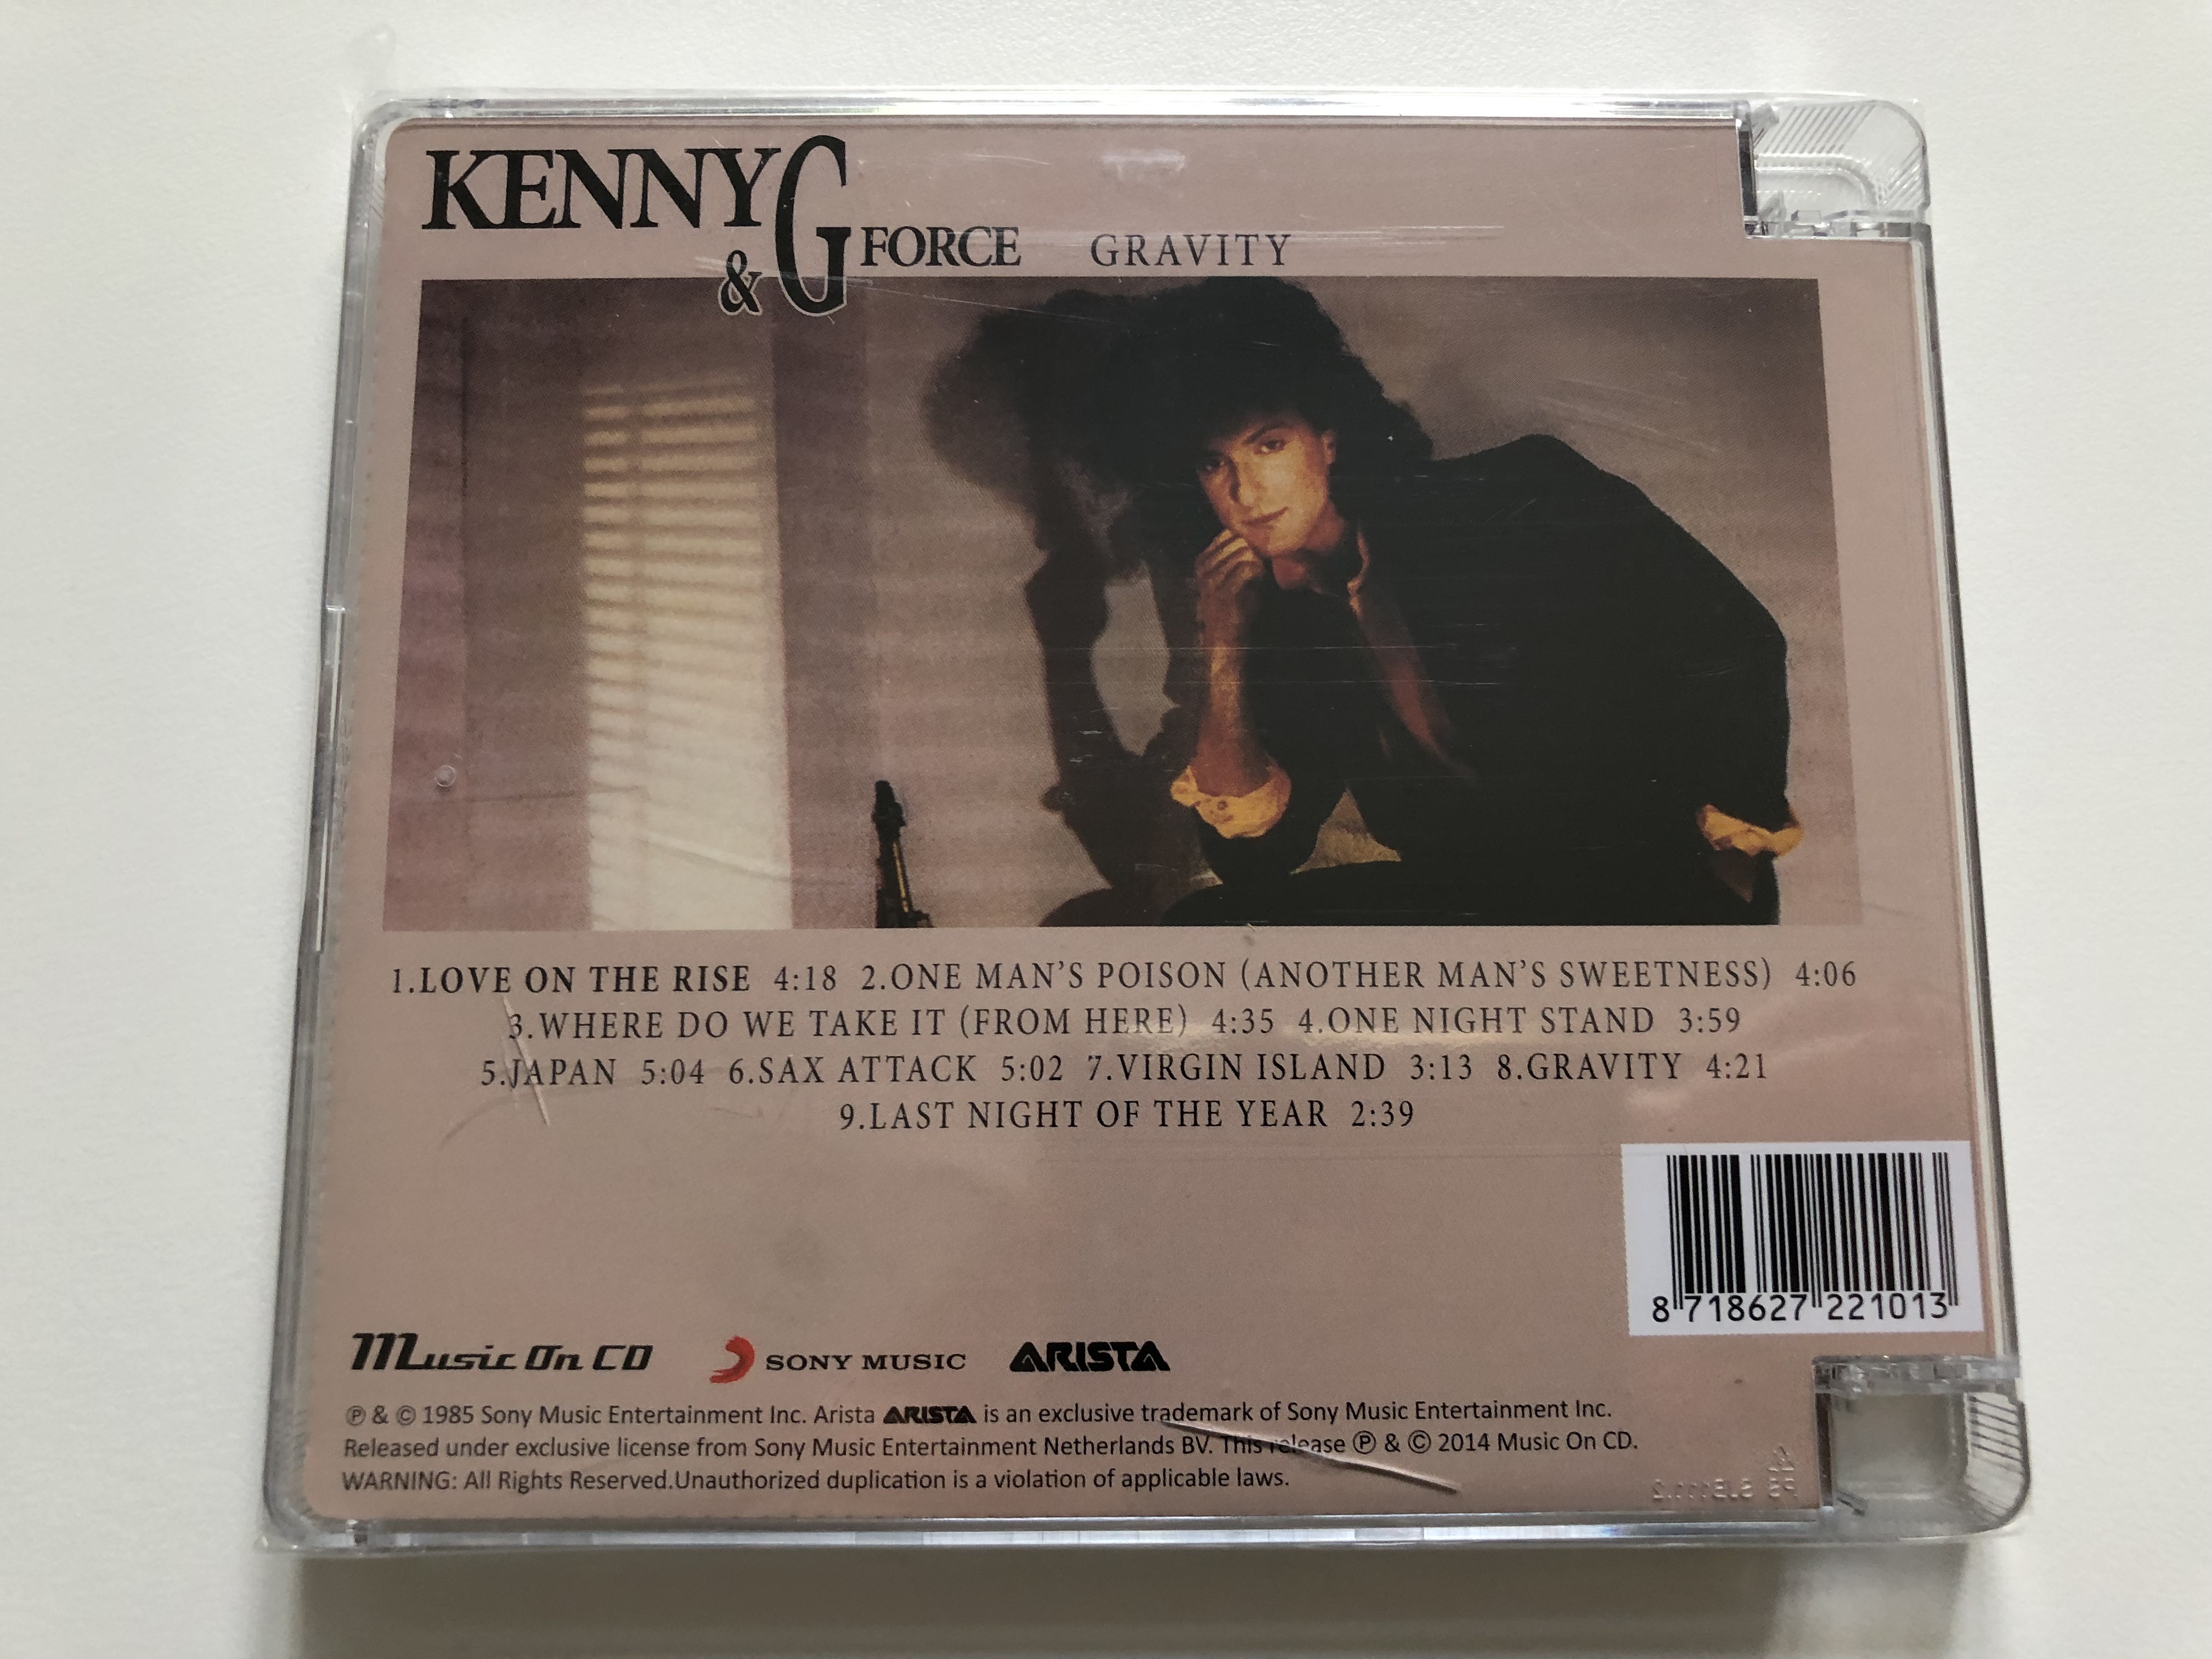 KENNY G
& FORCE GRAVITY
1.LOVE ON THE RISE 4:18 2.ONE MAN'S POISON (ANOTHER MAN'S SWEETNESS) 4:06
3.WHERE DO WE TAKE IT (FROM HERE) 4:35 4.ONE NIGHT STAND 3:59
5.JAPAN 5:04 6.SAX ATTACK 5:02 7.VIRGIN ISLAND 3:13 8.GRAVITY 4:21
9.LAST NIGHT OF THE YEAR 2:39
8 718627 221013
Music On CD SONY MUSIC ARISTA
℗ & © 1985 Sony Music Entertainment Inc. Arista ARISTA is an exclusive trademark of Sony Music Entertainment Inc.
Released under exclusive license from Sony Music Entertainment Netherlands BV. This release ℗ & © 2014 Music On CD.
WARNING: All Rights Reserved.Unauthorized duplication is a violation of applicable laws.